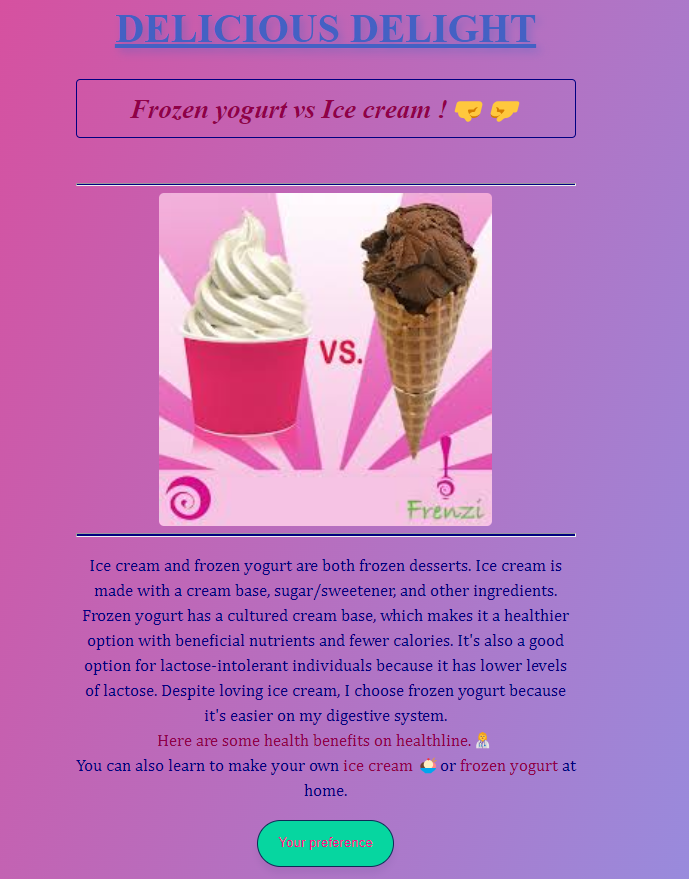 DELICIOUS DELIGHT
Frozen yogurt vs Ice cream ! 🤜 🤛
VS.
Frenzi
Ice cream and frozen yogurt are both frozen desserts. Ice cream is
made with a cream base, sugar/sweetener, and other ingredients.
Frozen yogurt has a cultured cream base, which makes it a healthier
option with beneficial nutrients and fewer calories. It's also a good
option for lactose-intolerant individuals because it has lower levels
of lactose. Despite loving ice cream, I choose frozen yogurt because
it's easier on my digestive system.
Here are some health benefits on healthline.
You can also learn to make your own ice cream 🍧 or frozen yogurt at
home.
Your preference